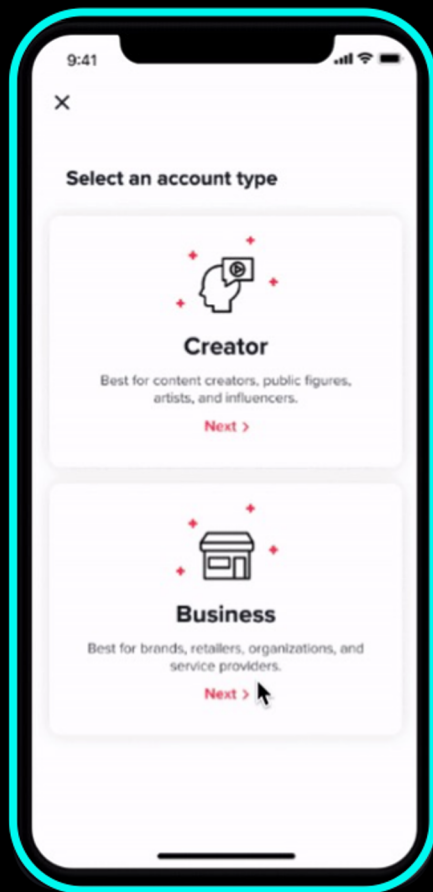 9:41
Select an account type
Creator
Best for content creators, public figures,
artists, and influencers.
Next >
Business
Best for brands, retailers, organizations, and
service providers.
Next >